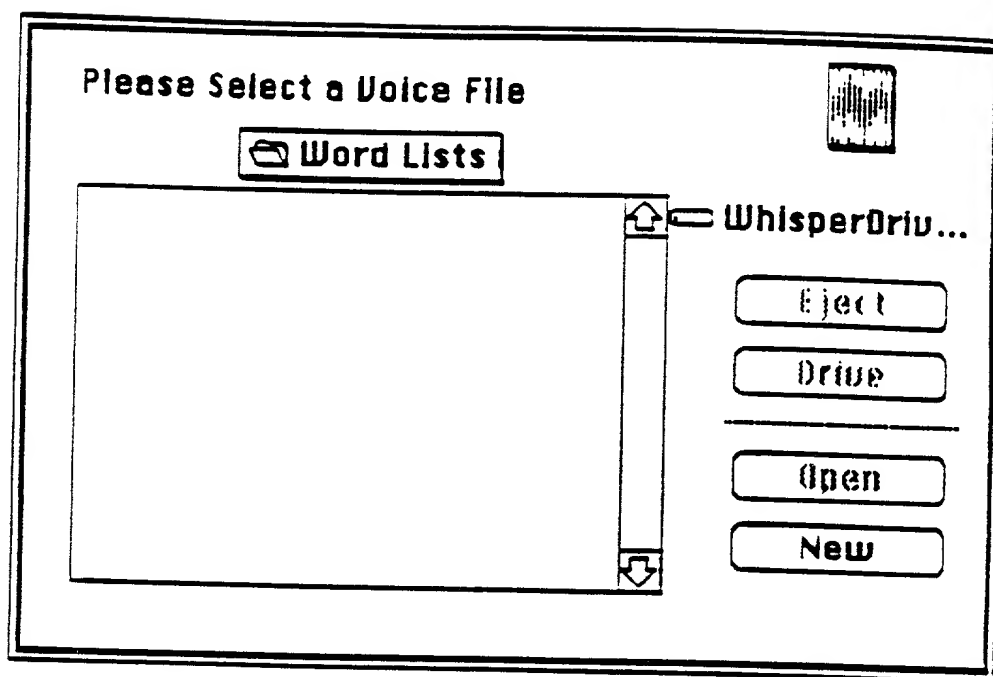 Please Select a Voice File
Word Lists
WhisperDriv...
Eject
Drive
Open
New